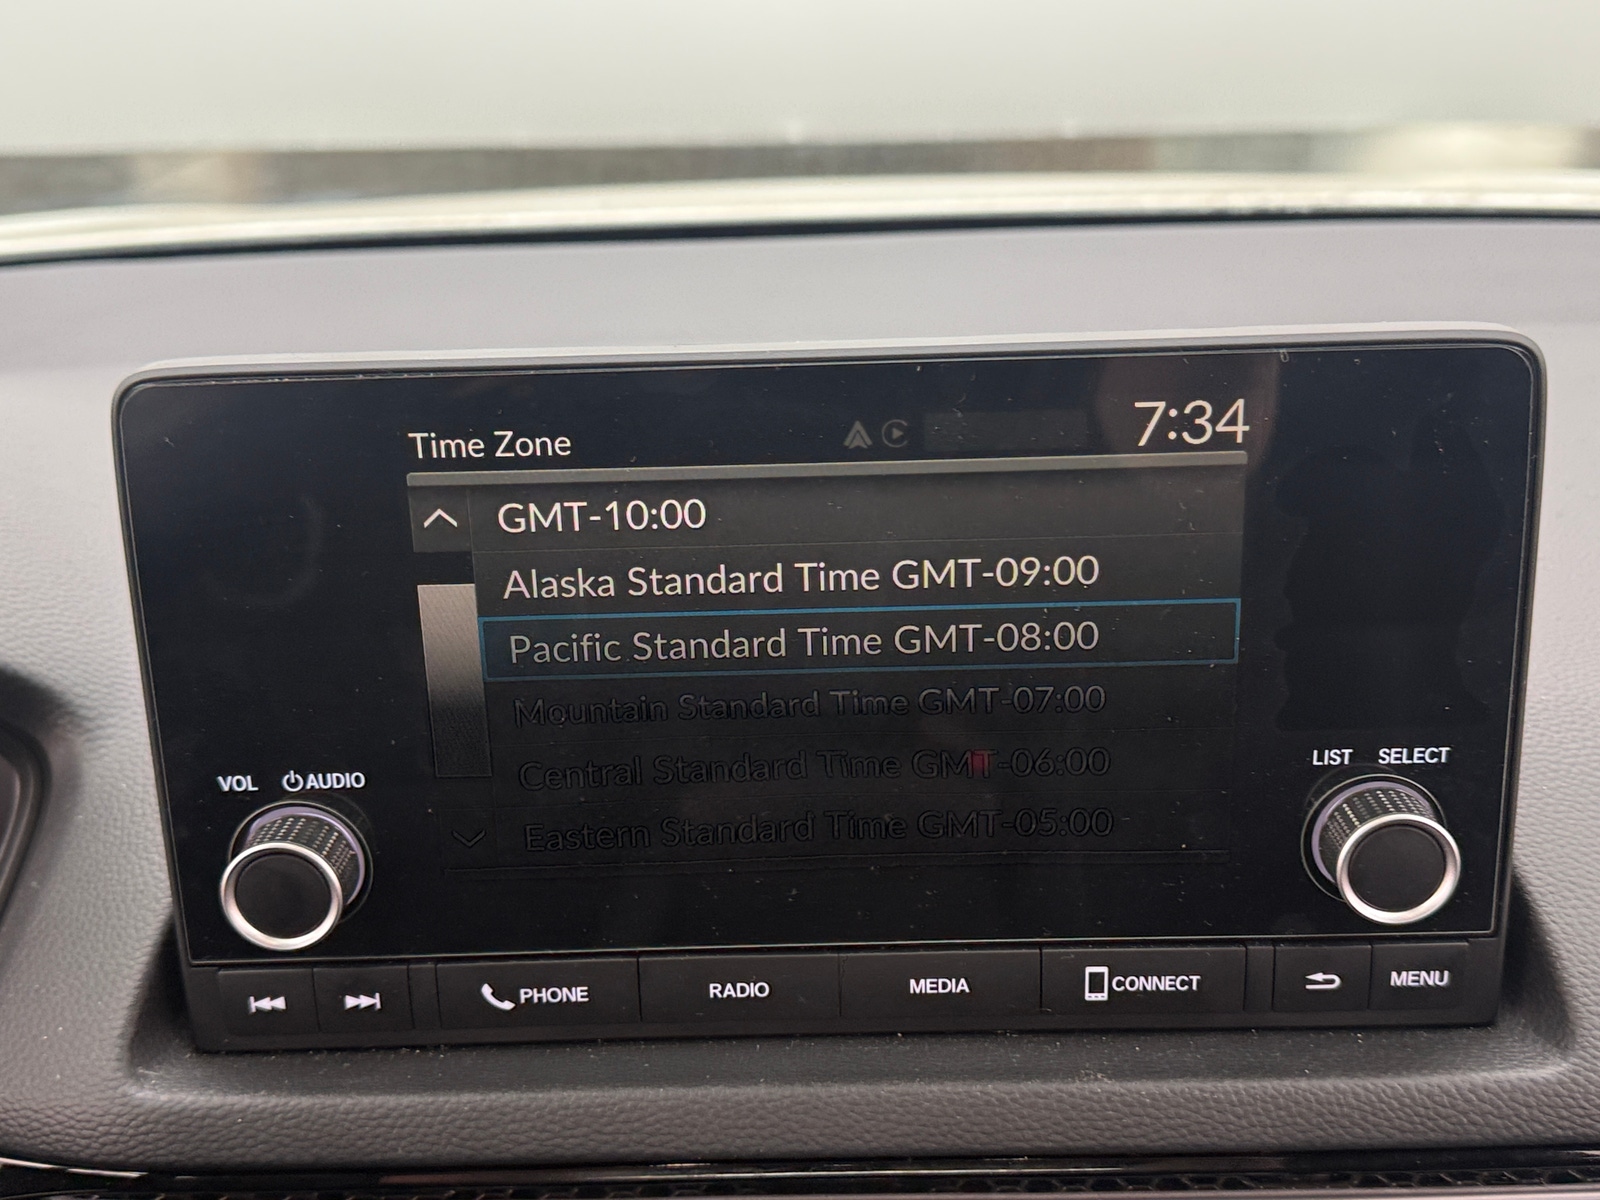 Time Zone
7:34
GMT-10:00
Alaska Standard Time GMT-09:00
Pacific Standard Time GMT-08:00
Mountain Standard Time GMT-07:00
Central Standard Time GMT-06:00
Eastern Standard Time GMT-05:00
VOL AUDIO
LIST SELECT
PHONE
RADIO
MEDIA
CONNECT
MENU